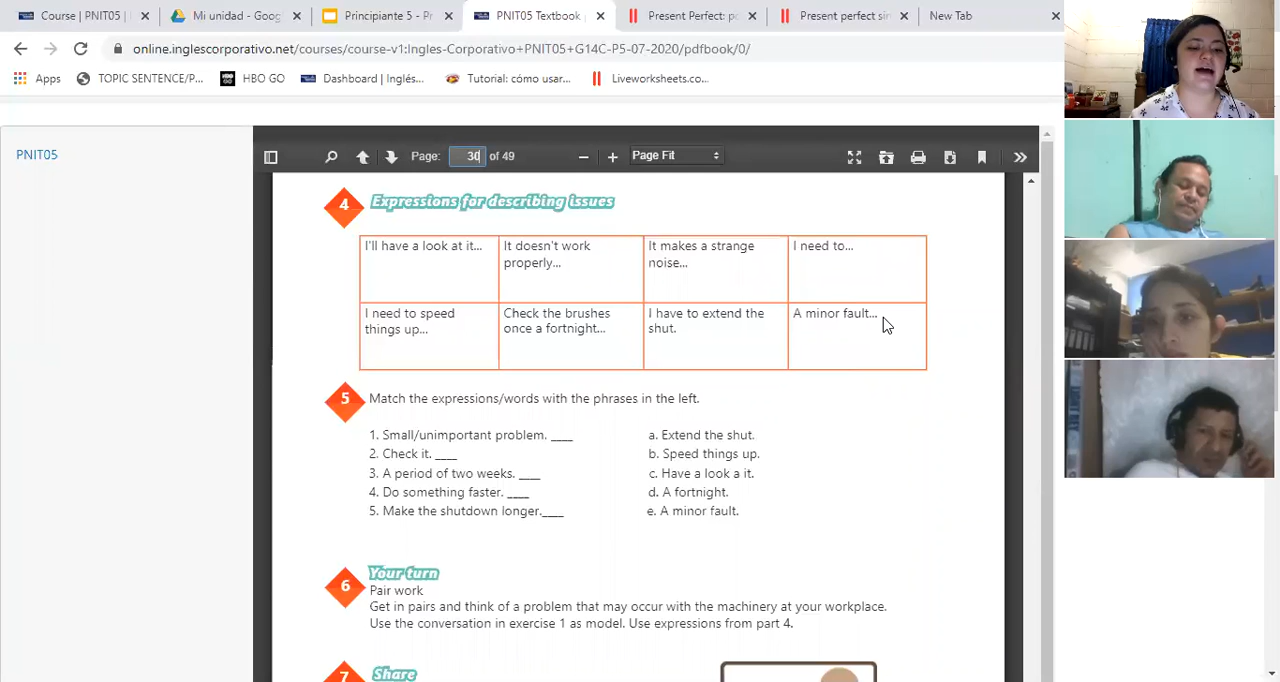 Course | PNIT05
Mi unidad - Goog
Principiante 5 - Pr
PNIT05 Textbook
Present Perfect: po
Present perfect sim
New Tab
online.inglescorporativo.net/courses/course-v1:Ingles-Corporativo+PNIT05+G14C-P5-07-2020/pdfbook/0/
Apps
TOPIC SENTENCE/P...
HBO GO
Dashboard | Inglés...
Tutorial: cómo usar...
Liveworksheets.co...
PNIT05
Page: 30 of 49
Page Fit
4 Expressions for describing issues
I'll have a look at it...
It doesn't work properly...
It makes a strange noise...
I need to...
I need to speed things up...
Check the brushes once a fortnight...
I have to extend the shut.
A minor fault...
5 Match the expressions/words with the phrases in the left.
1. Small/unimportant problem. ____
a. Extend the shut.
2. Check it. ____
b. Speed things up.
3. A period of two weeks. ____
c. Have a look a it.
4. Do something faster. ____
d. A fortnight.
5. Make the shutdown longer.____
e. A minor fault.
6 Your turn
Pair work
Get in pairs and think of a problem that may occur with the machinery at your workplace.
Use the conversation in exercise 1 as model. Use expressions from part 4.
7 Share